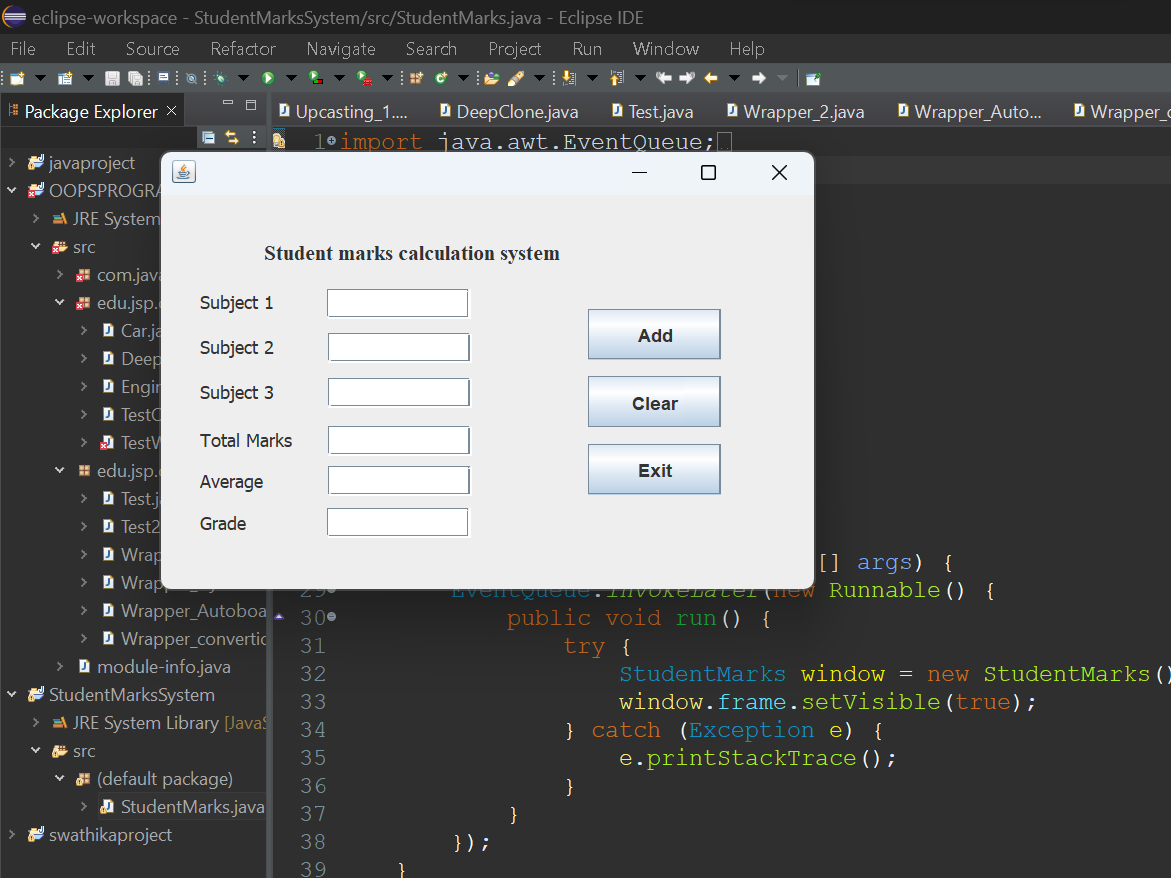 eclipse-workspace - StudentMarksSystem/src/StudentMarks.java - Eclipse IDE
File Edit Source Refactor Navigate Search Project Run Window Help
Package Explorer
Upcasting_1.... DeepClone.java Test.java Wrapper_2.java Wrapper_Auto... Wrapper_c
javaproject
OOPSPROGRA
JRE System
src
com.java
edu.jsp.
Car.ja
Deep
Engin
TestC
TestW
edu.jsp.
Test.j
Test2
Wrap
Wrap
Wrapper_Autoboa
Wrapper_convertic
module-info.java
StudentMarksSystem
JRE System Library [JavaS
src
(default package)
StudentMarks.java
swathikaproject
1 import java.awt.EventQueue;
Student marks calculation system
Subject 1
Subject 2
Subject 3
Total Marks
Average
Grade
Add
Clear
Exit
[] args) {
29 EventQueue.invokeLater(new Runnable() {
30 public void run() {
31 try {
32 StudentMarks window = new StudentMarks()
33 window.frame.setVisible(true);
34 } catch (Exception e) {
35 e.printStackTrace();
36 }
37 }
38 });
39 }